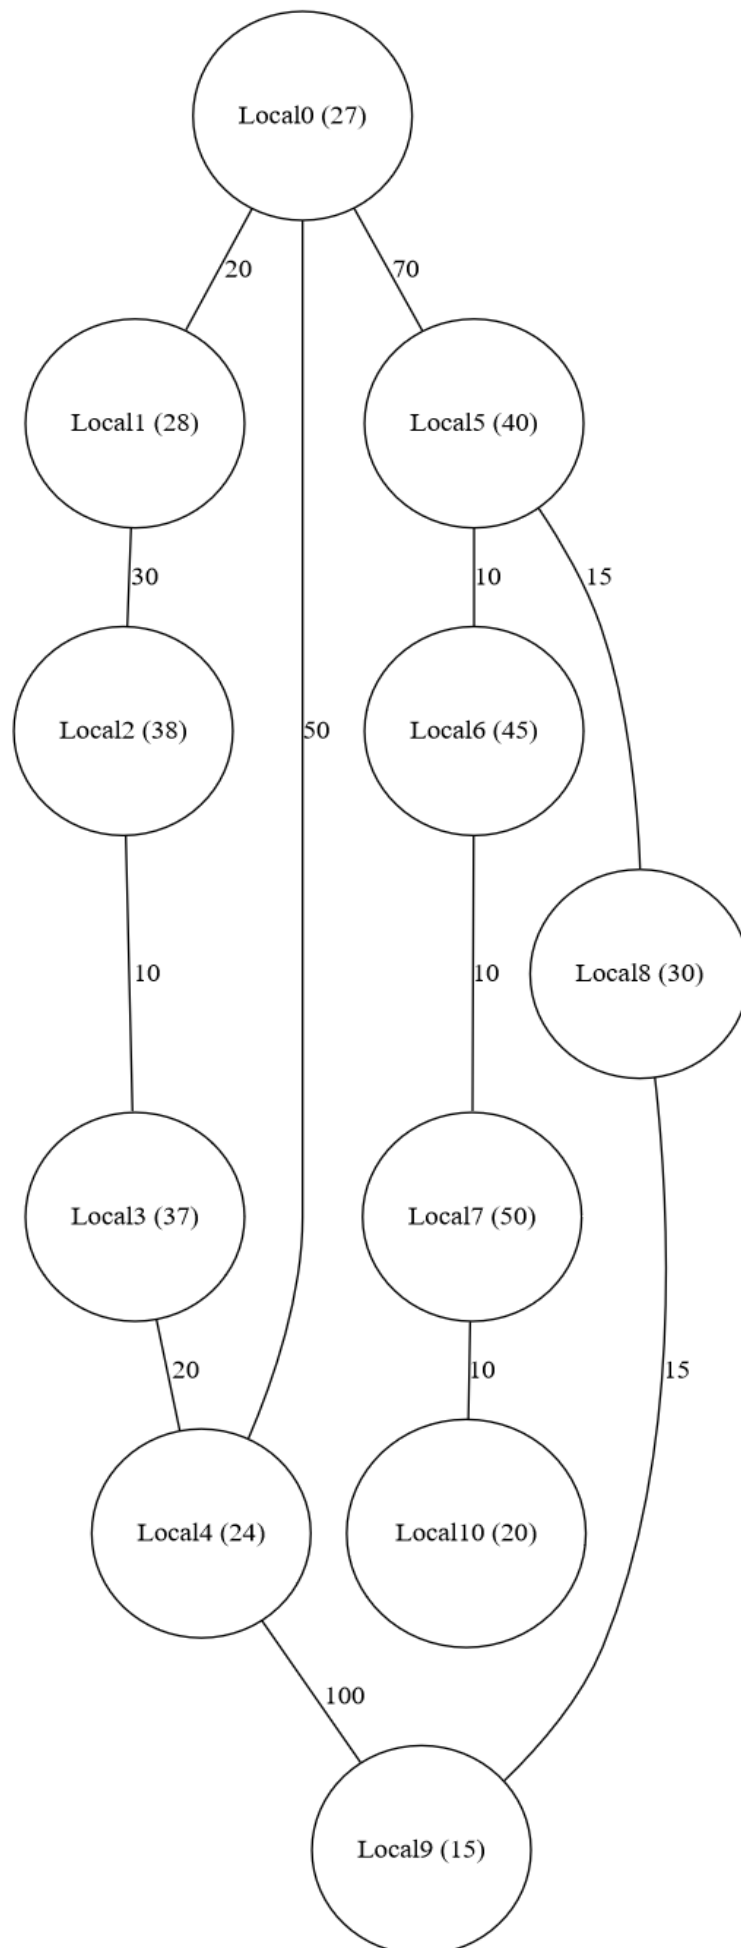 Local0 (27)
20
70
Local1 (28)
Local5 (40)
30
10
15
Local2 (38)
50
Local6 (45)
10
10
Local8 (30)
Local3 (37)
Local7 (50)
20
10
15
Local4 (24)
Local10 (20)
100
Local9 (15)